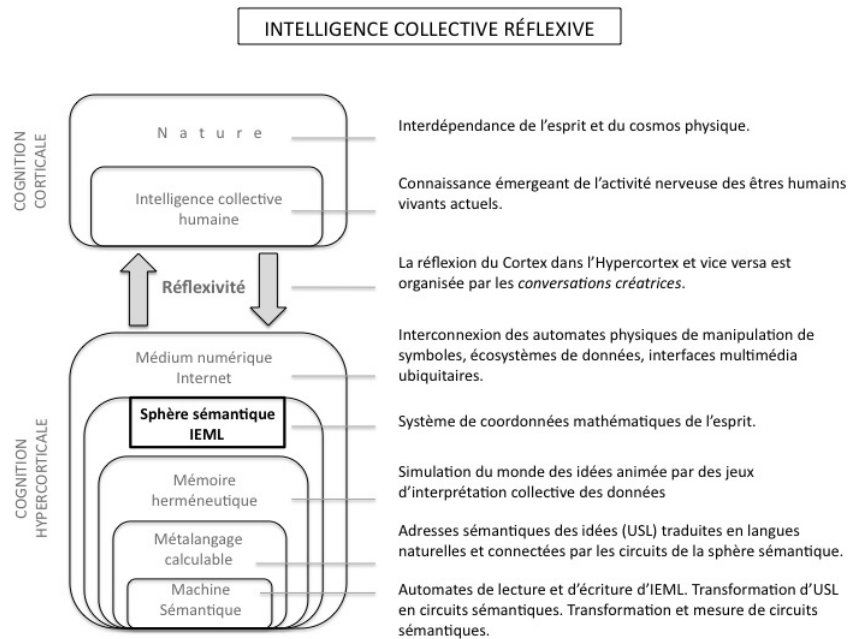 INTELLIGENCE COLLECTIVE RÉFLEXIVE
COGNITION
CORTICALE
Nature
Interdépendance de l'esprit et du cosmos physique.
Intelligence collective
humaine
Connaissance émergeant de l'activité nerveuse des êtres humains
vivants actuels.
Réflexivité
La réflexion du Cortex dans l'Hypercortex et vice versa est
organisée par les conversations créatrices.
COGNITION
HYPERCORTICALE
Médium numérique
Internet
Interconnexion des automates physiques de manipulation de
symboles, écosystèmes de données, interfaces multimédia
ubiquitaires.
Sphère sémantique
IEML
Système de coordonnées mathématiques de l'esprit.
Mémoire
herméneutique
Simulation du monde des idées animée par des jeux
d'interprétation collective des données
Métalangage
calculable
Adresses sémantiques des idées (USL) traduites en langues
naturelles et connectées par les circuits de la sphère sémantique.
Machine
Sémantique
Automates de lecture et d'écriture d'IEML. Transformation d'USL
en circuits sémantiques. Transformation et mesure de circuits
sémantiques.